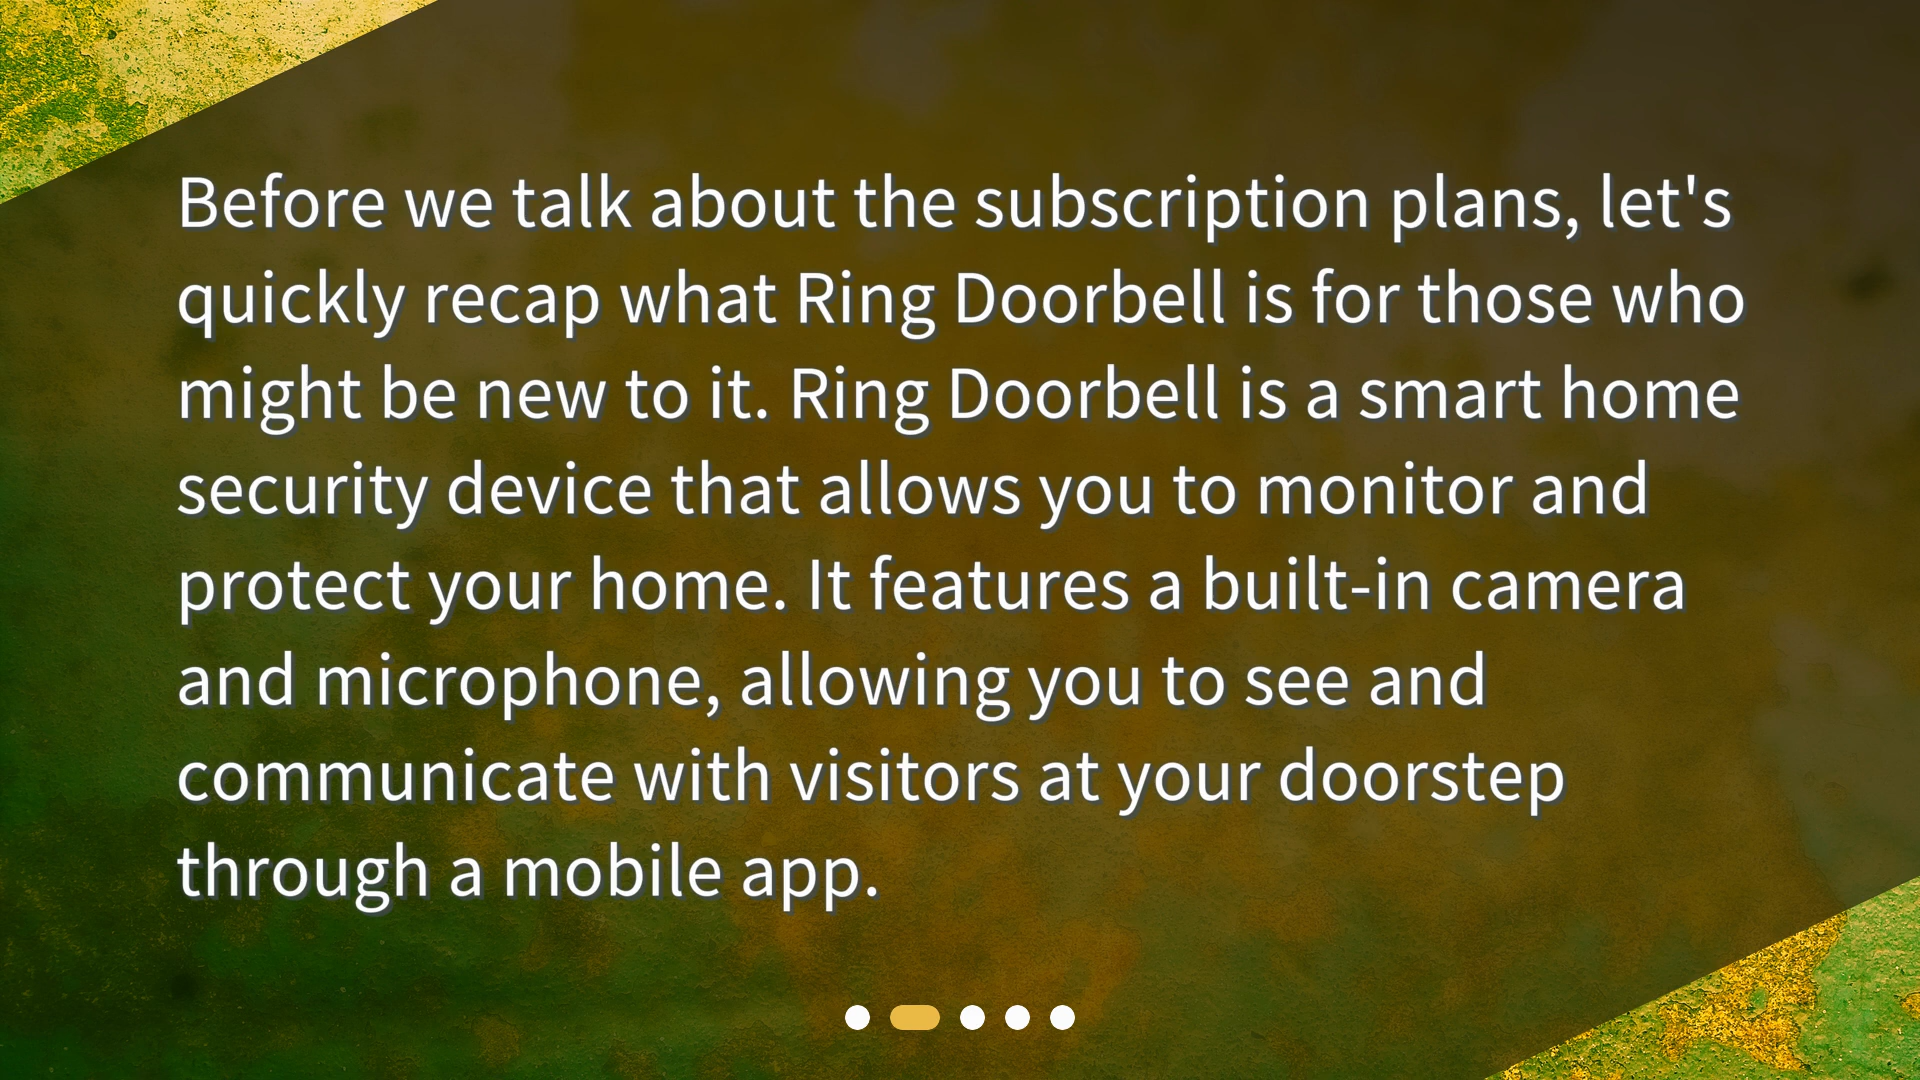 Before we talk about the subscription plans, let's
quickly recap what Ring Doorbell is for those who
might be new to it. Ring Doorbell is a smart home
security device that allows you to monitor and
protect your home. It features a built-in camera
and microphone, allowing you to see and
communicate with visitors at your doorstep
through a mobile app.